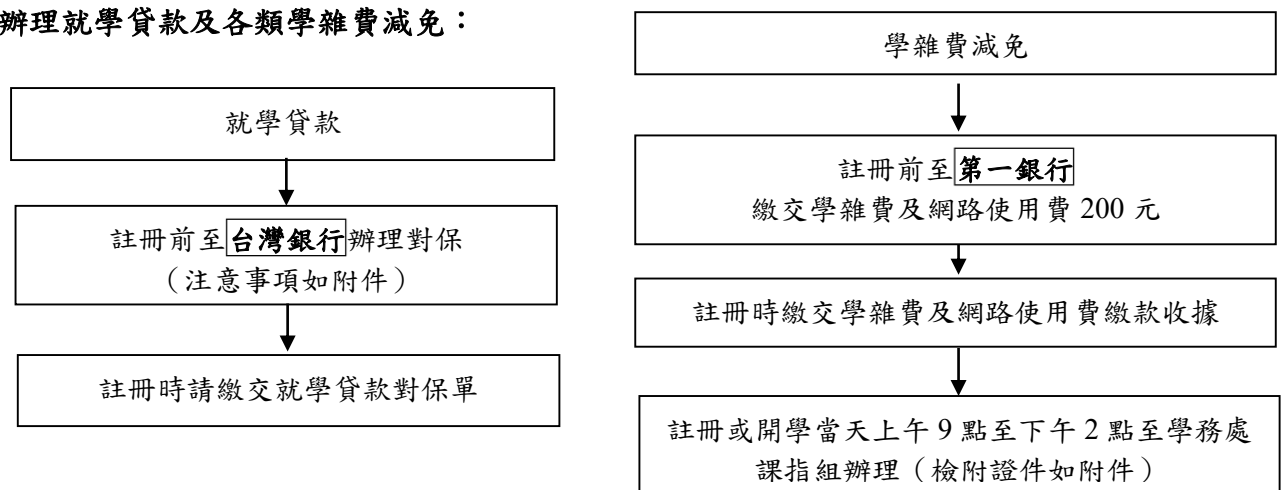 辦理就學貸款及各類學雜費減免：
就學貸款
註冊前至台灣銀行辦理對保
（注意事項如附件）
註冊時請繳交就學貸款對保單
學雜費減免
註冊前至第一銀行
繳交學雜費及網路使用費 200 元
註冊時繳交學雜費及網路使用費繳款收據
註冊或開學當天上午 9 點至下午 2 點至學務處
課指組辦理（檢附證件如附件）